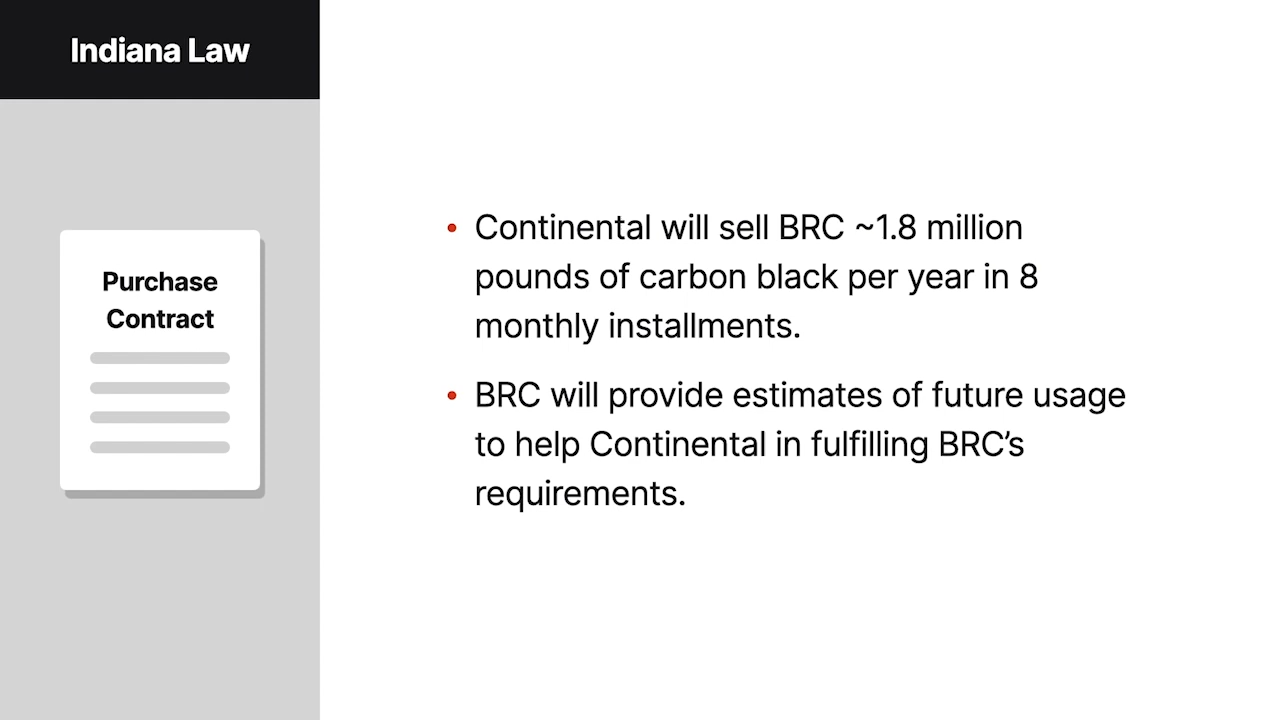 Indiana Law
Purchase
Contract
• Continental will sell BRC ~1.8 million
pounds of carbon black per year in 8
monthly installments.
• BRC will provide estimates of future usage
to help Continental in fulfilling BRC’s
requirements.